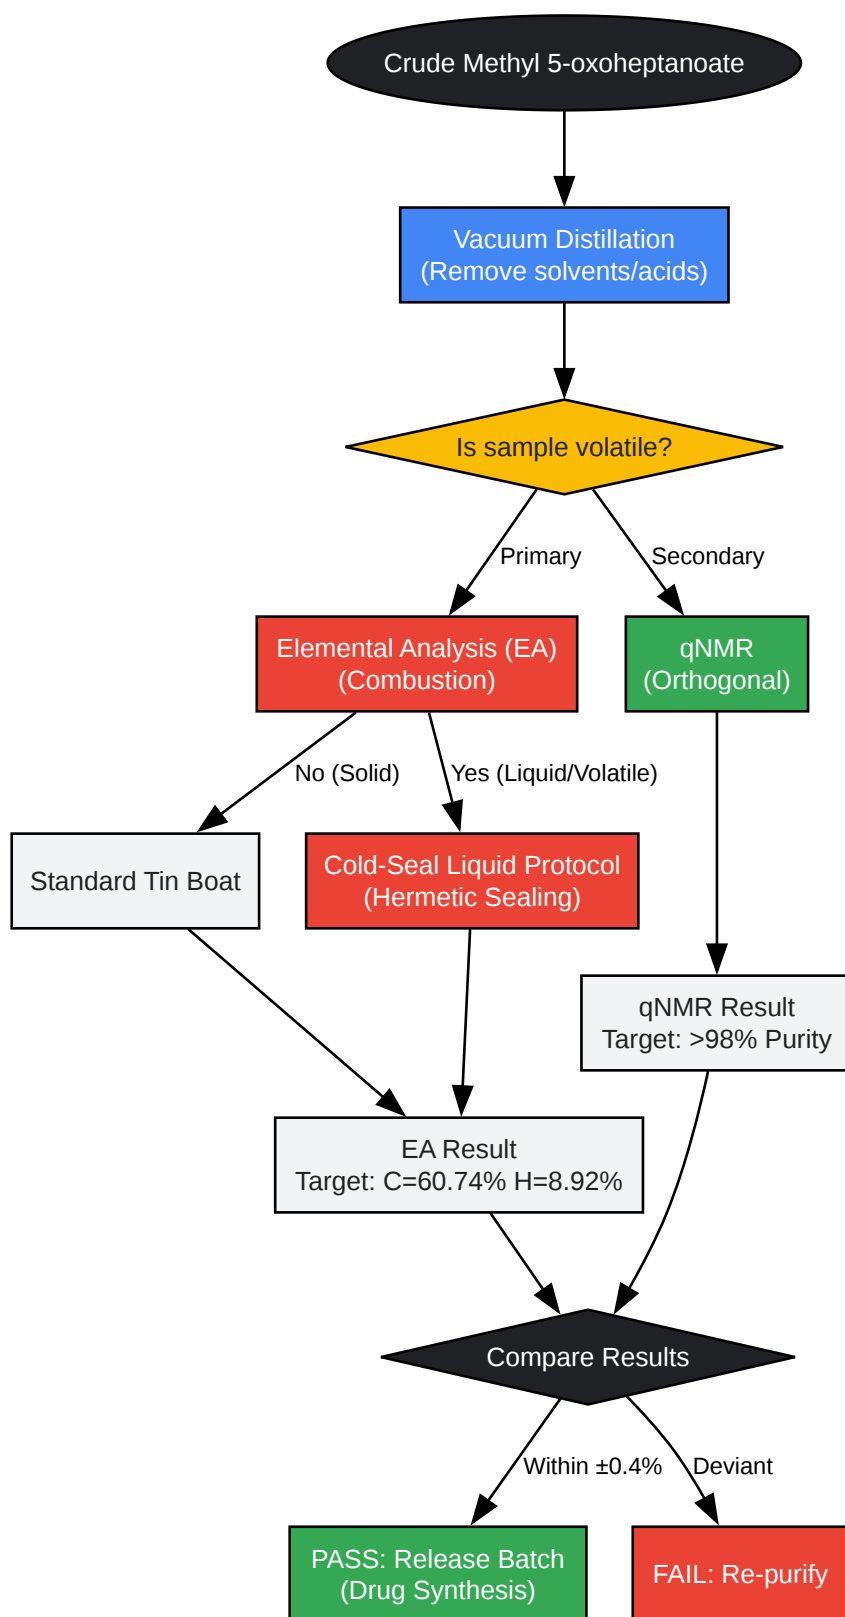 Crude Methyl 5-oxoheptanoate
Vacuum Distillation
(Remove solvents/acids)
Is sample volatile?
Primary
Secondary
Elemental Analysis (EA)
(Combustion)
qNMR
(Orthogonal)
No (Solid)
Yes (Liquid/Volatile)
Standard Tin Boat
Cold-Seal Liquid Protocol
(Hermetic Sealing)
qNMR Result
Target: >98% Purity
EA Result
Target: C=60.74% H=8.92%
Compare Results
Within ±0.4%
Deviant
PASS: Release Batch
(Drug Synthesis)
FAIL: Re-purify